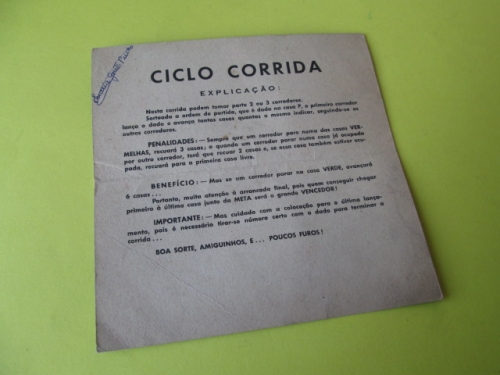 CICLO CORRIDA
EXPLICAÇÃO:
Nesta corrida podem tomar parte 2 ou 3 corredores.
Sorteada a ordem de partida, que é dada na casa P, o primeiro corredor
lança o dado e avança tantas casas quantas o mesmo indicar, seguindo-se os
outros corredores.
PENALIDADES: — Sempre que um corredor pare numa das casas VER-
MELHAS, recuará 3 casas; e quando um corredor parar numa casa já ocupada
por outro corredor, terá que recuar 2 casas e, se essa casa também estiver ocu-
pada, recuará para a primeira casa livre.
BENEFÍCIO: — Mas se um corredor parar na casa VERDE, avançará
6 casas...
Portanto, muita atenção à arrancada final, pois quem conseguir chegar
primeiro à última casa junto da META será o grande VENCEDOR!
IMPORTANTE: — Mas cuidado com a colocação para o último lança-
mento, pois é necessário tirar-se número certo com o dado para terminar a
corrida...
BOA SORTE, AMIGUINHOS, E... POUCOS FUROS!